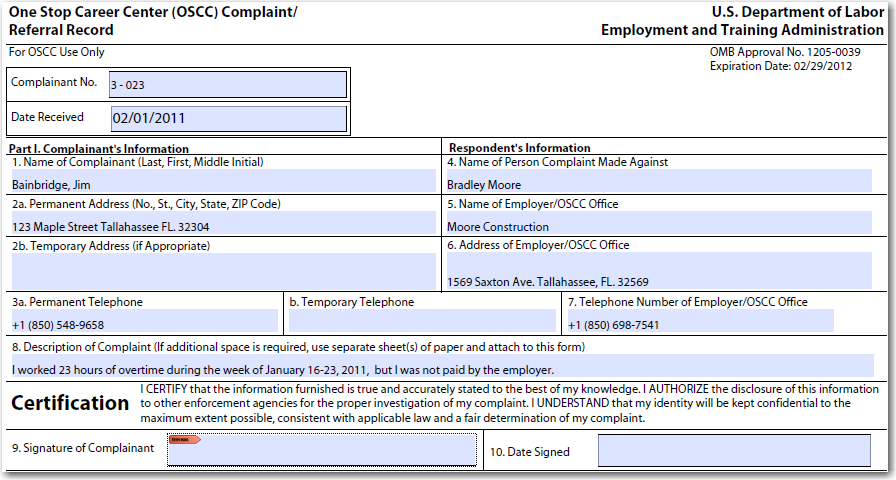 One Stop Career Center (OSCC) Complaint/
Referral Record
U.S. Department of Labor
Employment and Training Administration
For OSCC Use Only
OMB Approval No. 1205-0039
Expiration Date: 02/29/2012
Complainant No. 3 - 023
Date Received 02/01/2011
Part I. Complainant's Information
Respondent's Information
1. Name of Complainant (Last, First, Middle Initial)
Bainbridge, Jim
4. Name of Person Complaint Made Against
Bradley Moore
2a. Permanent Address (No., St., City, State, ZIP Code)
123 Maple Street Tallahassee FL. 32304
5. Name of Employer/OSCC Office
Moore Construction
2b. Temporary Address (if Appropriate)
6. Address of Employer/OSCC Office
1569 Saxton Ave. Tallahassee, FL. 32569
3a. Permanent Telephone
+1 (850) 548-9658
b. Temporary Telephone
7. Telephone Number of Employer/OSCC Office
+1 (850) 698-7541
8. Description of Complaint (If additional space is required, use separate sheet(s) of paper and attach to this form)
I worked 23 hours of overtime during the week of January 16-23, 2011, but I was not paid by the employer.
Certification
I CERTIFY that the information furnished is true and accurately stated to the best of my knowledge. I AUTHORIZE the disclosure of this information
to other enforcement agencies for the proper investigation of my complaint. I UNDERSTAND that my identity will be kept confidential to the
maximum extent possible, consistent with applicable law and a fair determination of my complaint.
9. Signature of Complainant
10. Date Signed